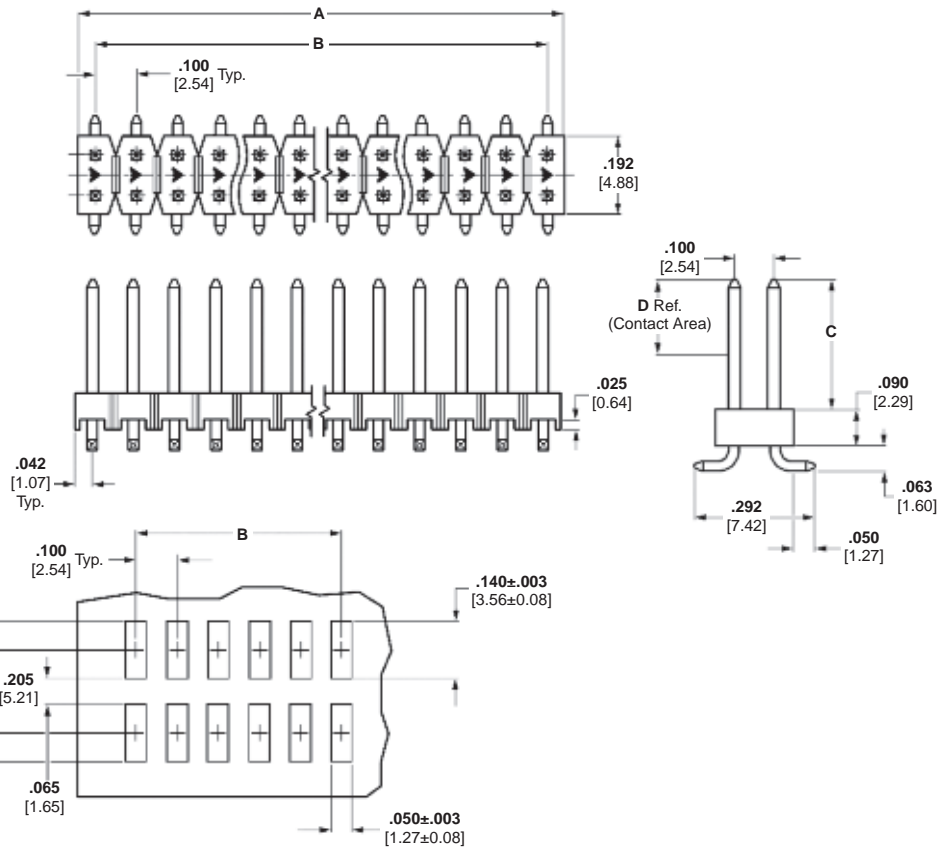 A
B
.100
[2.54] Typ.
.192
[4.88]
.100
[2.54]
D Ref.
(Contact Area)
C
.025
[0.64]
.090
[2.29]
.042
[1.07]
Typ.
.063
[1.60]
.292
[7.42]
.050
[1.27]
B
.100
[2.54] Typ.
.140±.003
[3.56±0.08]
.205
[5.21]
.065
[1.65]
.050±.003
[1.27±0.08]